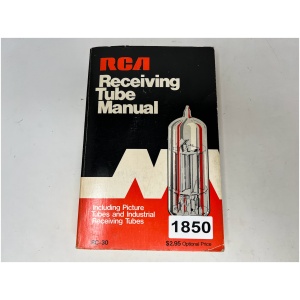 RCA
Receiving
Tube
Manual
Including Picture
Tubes and Industrial
Receiving Tubes
1850
RC-30
$2.95 Optional Price